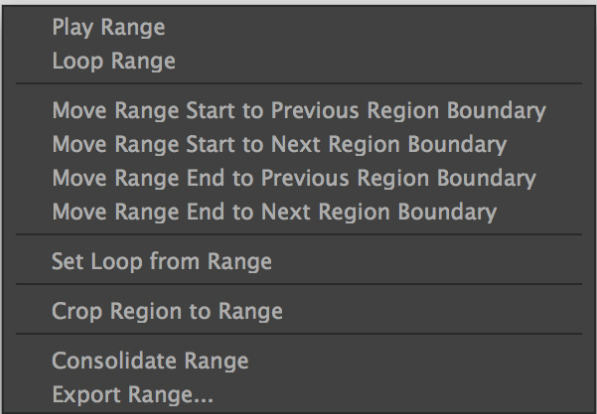 Play Range
Loop Range
Move Range Start to Previous Region Boundary
Move Range Start to Next Region Boundary
Move Range End to Previous Region Boundary
Move Range End to Next Region Boundary
Set Loop from Range
Crop Region to Range
Consolidate Range
Export Range...